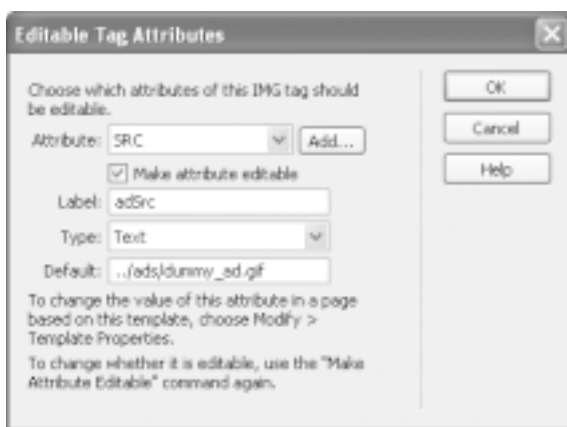 Editable Tag Attributes
Choose which attributes of this IMG tag should
be editable.
Attribute: SRC Add...
Make attribute editable
Label: adSrc
Type: Text
Default: ../ads/dummy_ad.gif
To change the value of this attribute in a page
based on this template, choose Modify >
Template Properties.
To change whether it is editable, use the "Make
Attribute Editable" command again.
OK
Cancel
Help